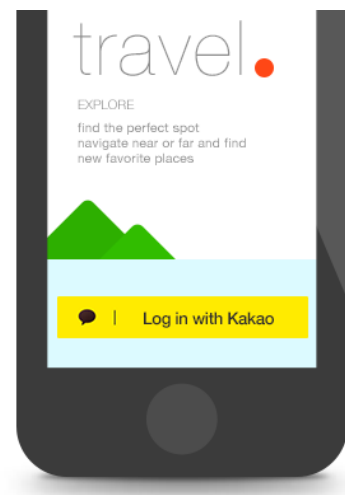 travel.
EXPLORE
find the perfect spot
navigate near or far and find
new favorite places
Log in with Kakao